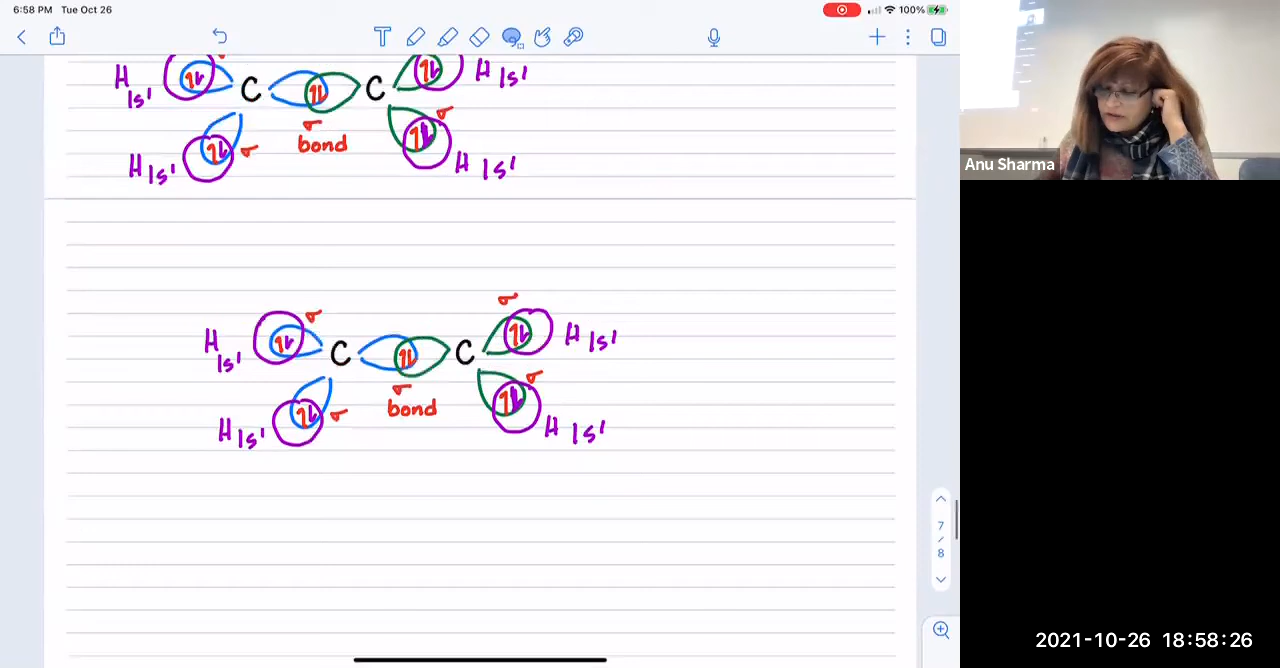 6:58 PM Tue Oct 26
100%
H 1s¹
C
C
H 1s¹
σ
σ
bond
σ
H 1s¹
H 1s¹
Anu Sharma
σ
σ
H 1s¹
C
C
H 1s¹
σ
σ
bond
σ
H 1s¹
H 1s¹
7
/
8
2021-10-26 18:58:26